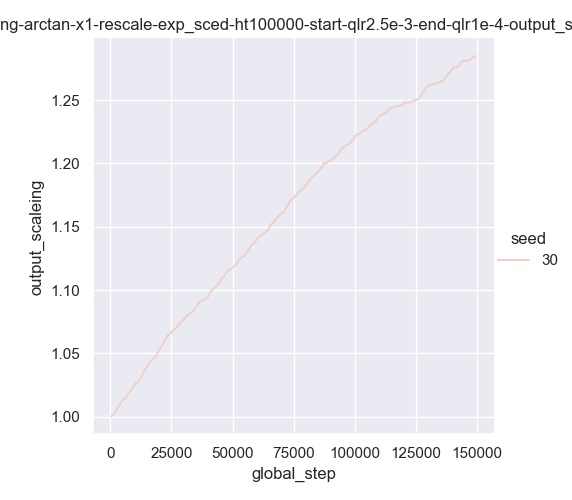 ng-arctan-x1-rescale-exp_sced-ht100000-start-qlr2.5e-3-end-qlr1e-4-output_s
1.25
1.20
1.15
1.10
1.05
1.00
output_scaleing
0 25000 50000 75000 100000 125000 150000
global_step
seed
30